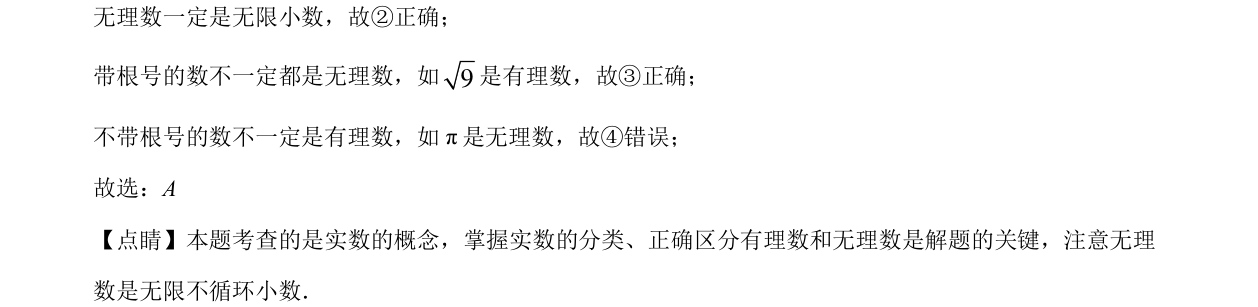 无理数一定是无限小数，故②正确；
带根号的数不一定都是无理数，如√9是有理数，故③正确；
不带根号的数不一定是有理数，如π是无理数，故④错误；
故选：A
【点睛】本题考查的是实数的概念，掌握实数的分类、正确区分有理数和无理数是解题的关键，注意无理
数是无限不循环小数．